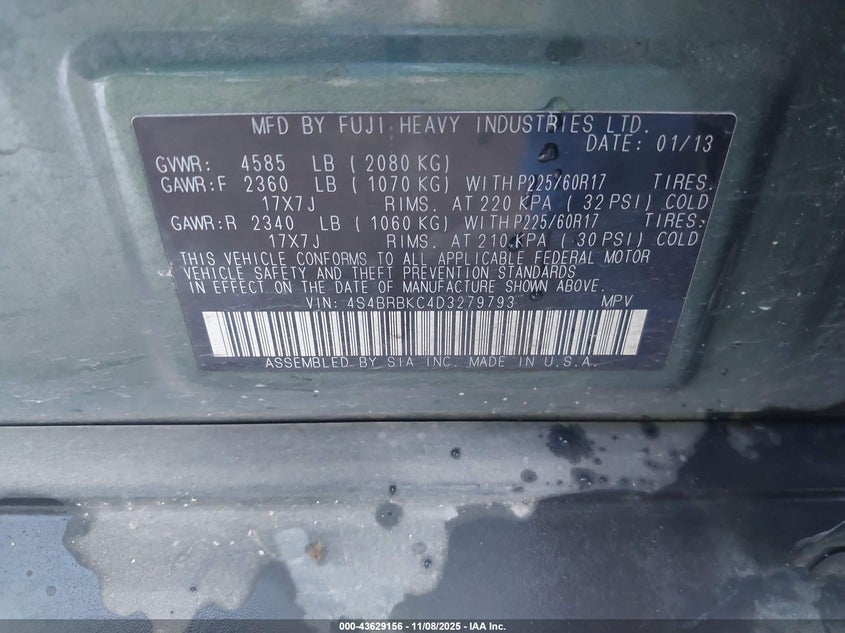 MFD BY FUJI HEAVY INDUSTRIES LTD.
DATE: 01/13
GVWR: 4585 LB ( 2080 KG)
GAWR:F 2360 LB ( 1070 KG) WITH P225/60R17 TIRES.
17X7J RIMS. AT 220 KPA ( 32 PSI) COLD
GAWR:R 2340 LB ( 1060 KG) WITH P225/60R17 TIRES.
17X7J RIMS. AT 210 KPA ( 30 PSI) COLD
THIS VEHICLE CONFORMS TO ALL APPLICABLE FEDERAL MOTOR
VEHICLE SAFETY AND THEFT PREVENTION STANDARDS
IN EFFECT ON THE DATE OF MANUFACTURE SHOWN ABOVE.
VIN: 4S4BRBKC4D3279793 MPV
ASSEMBLED BY SIA INC. MADE IN U.S.A.
000-43629156 - 11/08/2025 - IAA Inc.